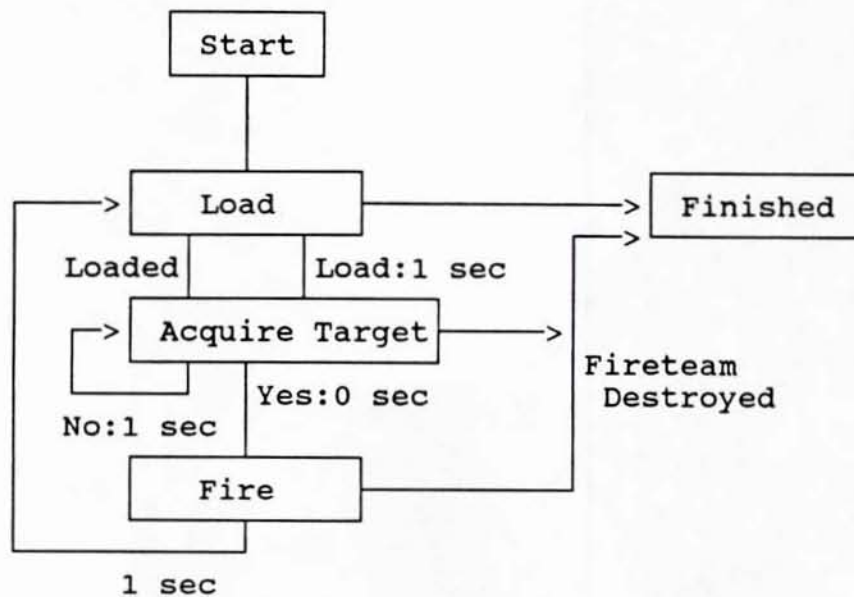 Start
Load
Finished
Loaded
Load:1 sec
Acquire Target
Fireteam
Destroyed
Yes:0 sec
No:1 sec
Fire
1 sec